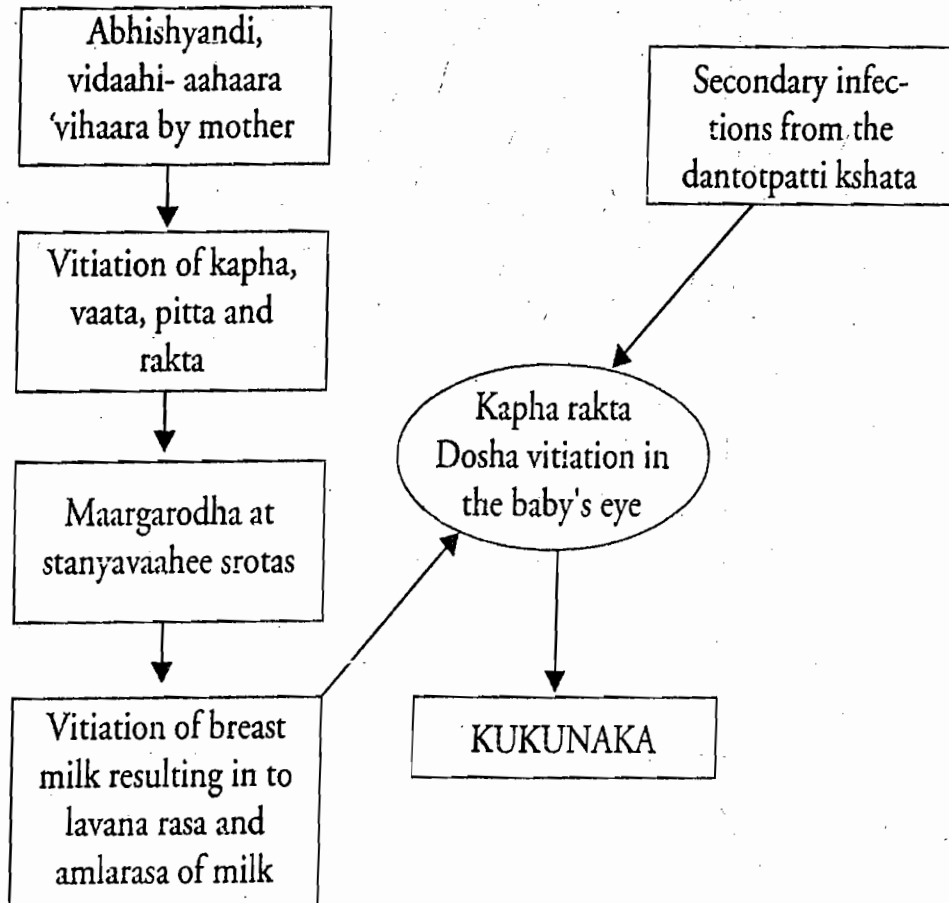 Abhishyandi,
vidaahi- aahaara
'vihaara by mother
Secondary infec-
tions from the
dantotpatti kshata
Vitiation of kapha,
vaata, pitta and
rakta
Kapha rakta
Dosha vitiation in
the baby's eye
Maargarodha at
stanyavaahee srotas
Vitiation of breast
milk resulting in to
lavana rasa and
amlarasa of milk
KUKUNAKA